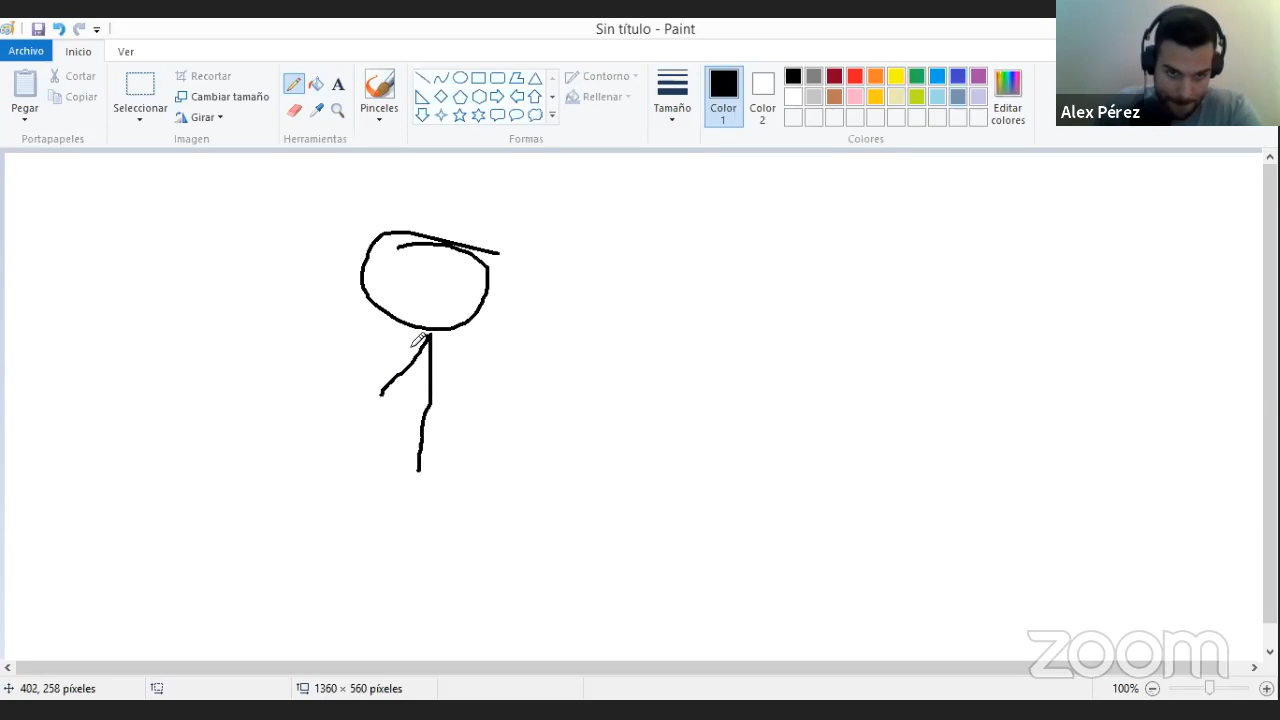 Sin título - Paint
Archivo Inicio Ver
Pegar
Cortar
Copiar
Portapapeles
Seleccionar
Recortar
Cambiar tamaño
Girar
Imagen
A
Herramientas
Pinceles
Contorno
Rellenar
Formas
Tamaño
Color
1
Color
2
Editar
colores
Colores
Alex Pérez
zoom
402, 258 píxeles
1360 × 560 píxeles
100%